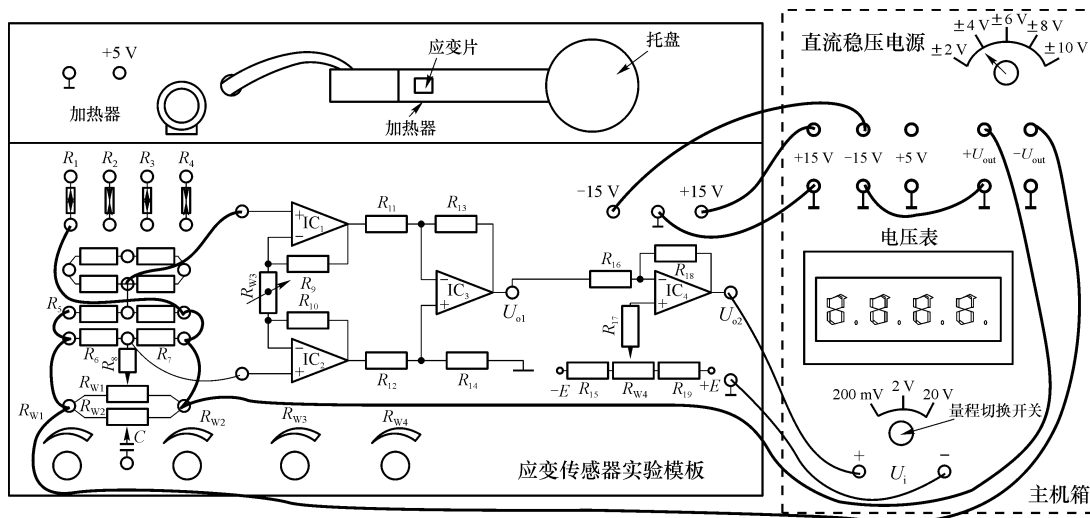 +5 V
加热器
应变片
托盘
加热器
直流稳压电源
±2 V
±4 V
±6 V
±8 V
±10 V
+15 V
-15 V
+5 V
+Uout
-Uout
R1
R2
R3
R4
-15 V
+15 V
电压表
R5
R6
R7
R8
RW1
RW2
RW1
C
RW2
RW3
RW4
+
-
IC1
RW3
R9
R10
-
+
IC2
R11
R12
R13
R14
-
+
IC3
Uo1
R16
R17
R18
-
+
IC4
Uo2
-E
R15
RW4
R19
+E
200 mV
2 V
20 V
量程切换开关
+
Ui
-
应变传感器实验模板
主机箱